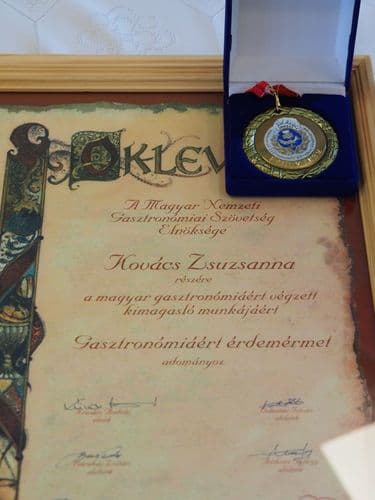 OKLEV
A Magyar Nemzeti
Gasztronómiai Szövetség
Elnöksége
Kovács Zsuzsanna
részére
a magyar gasztronómiáért végzett
kimagasló munkájáért
Gasztronómiáért érdemérmet
adományoz